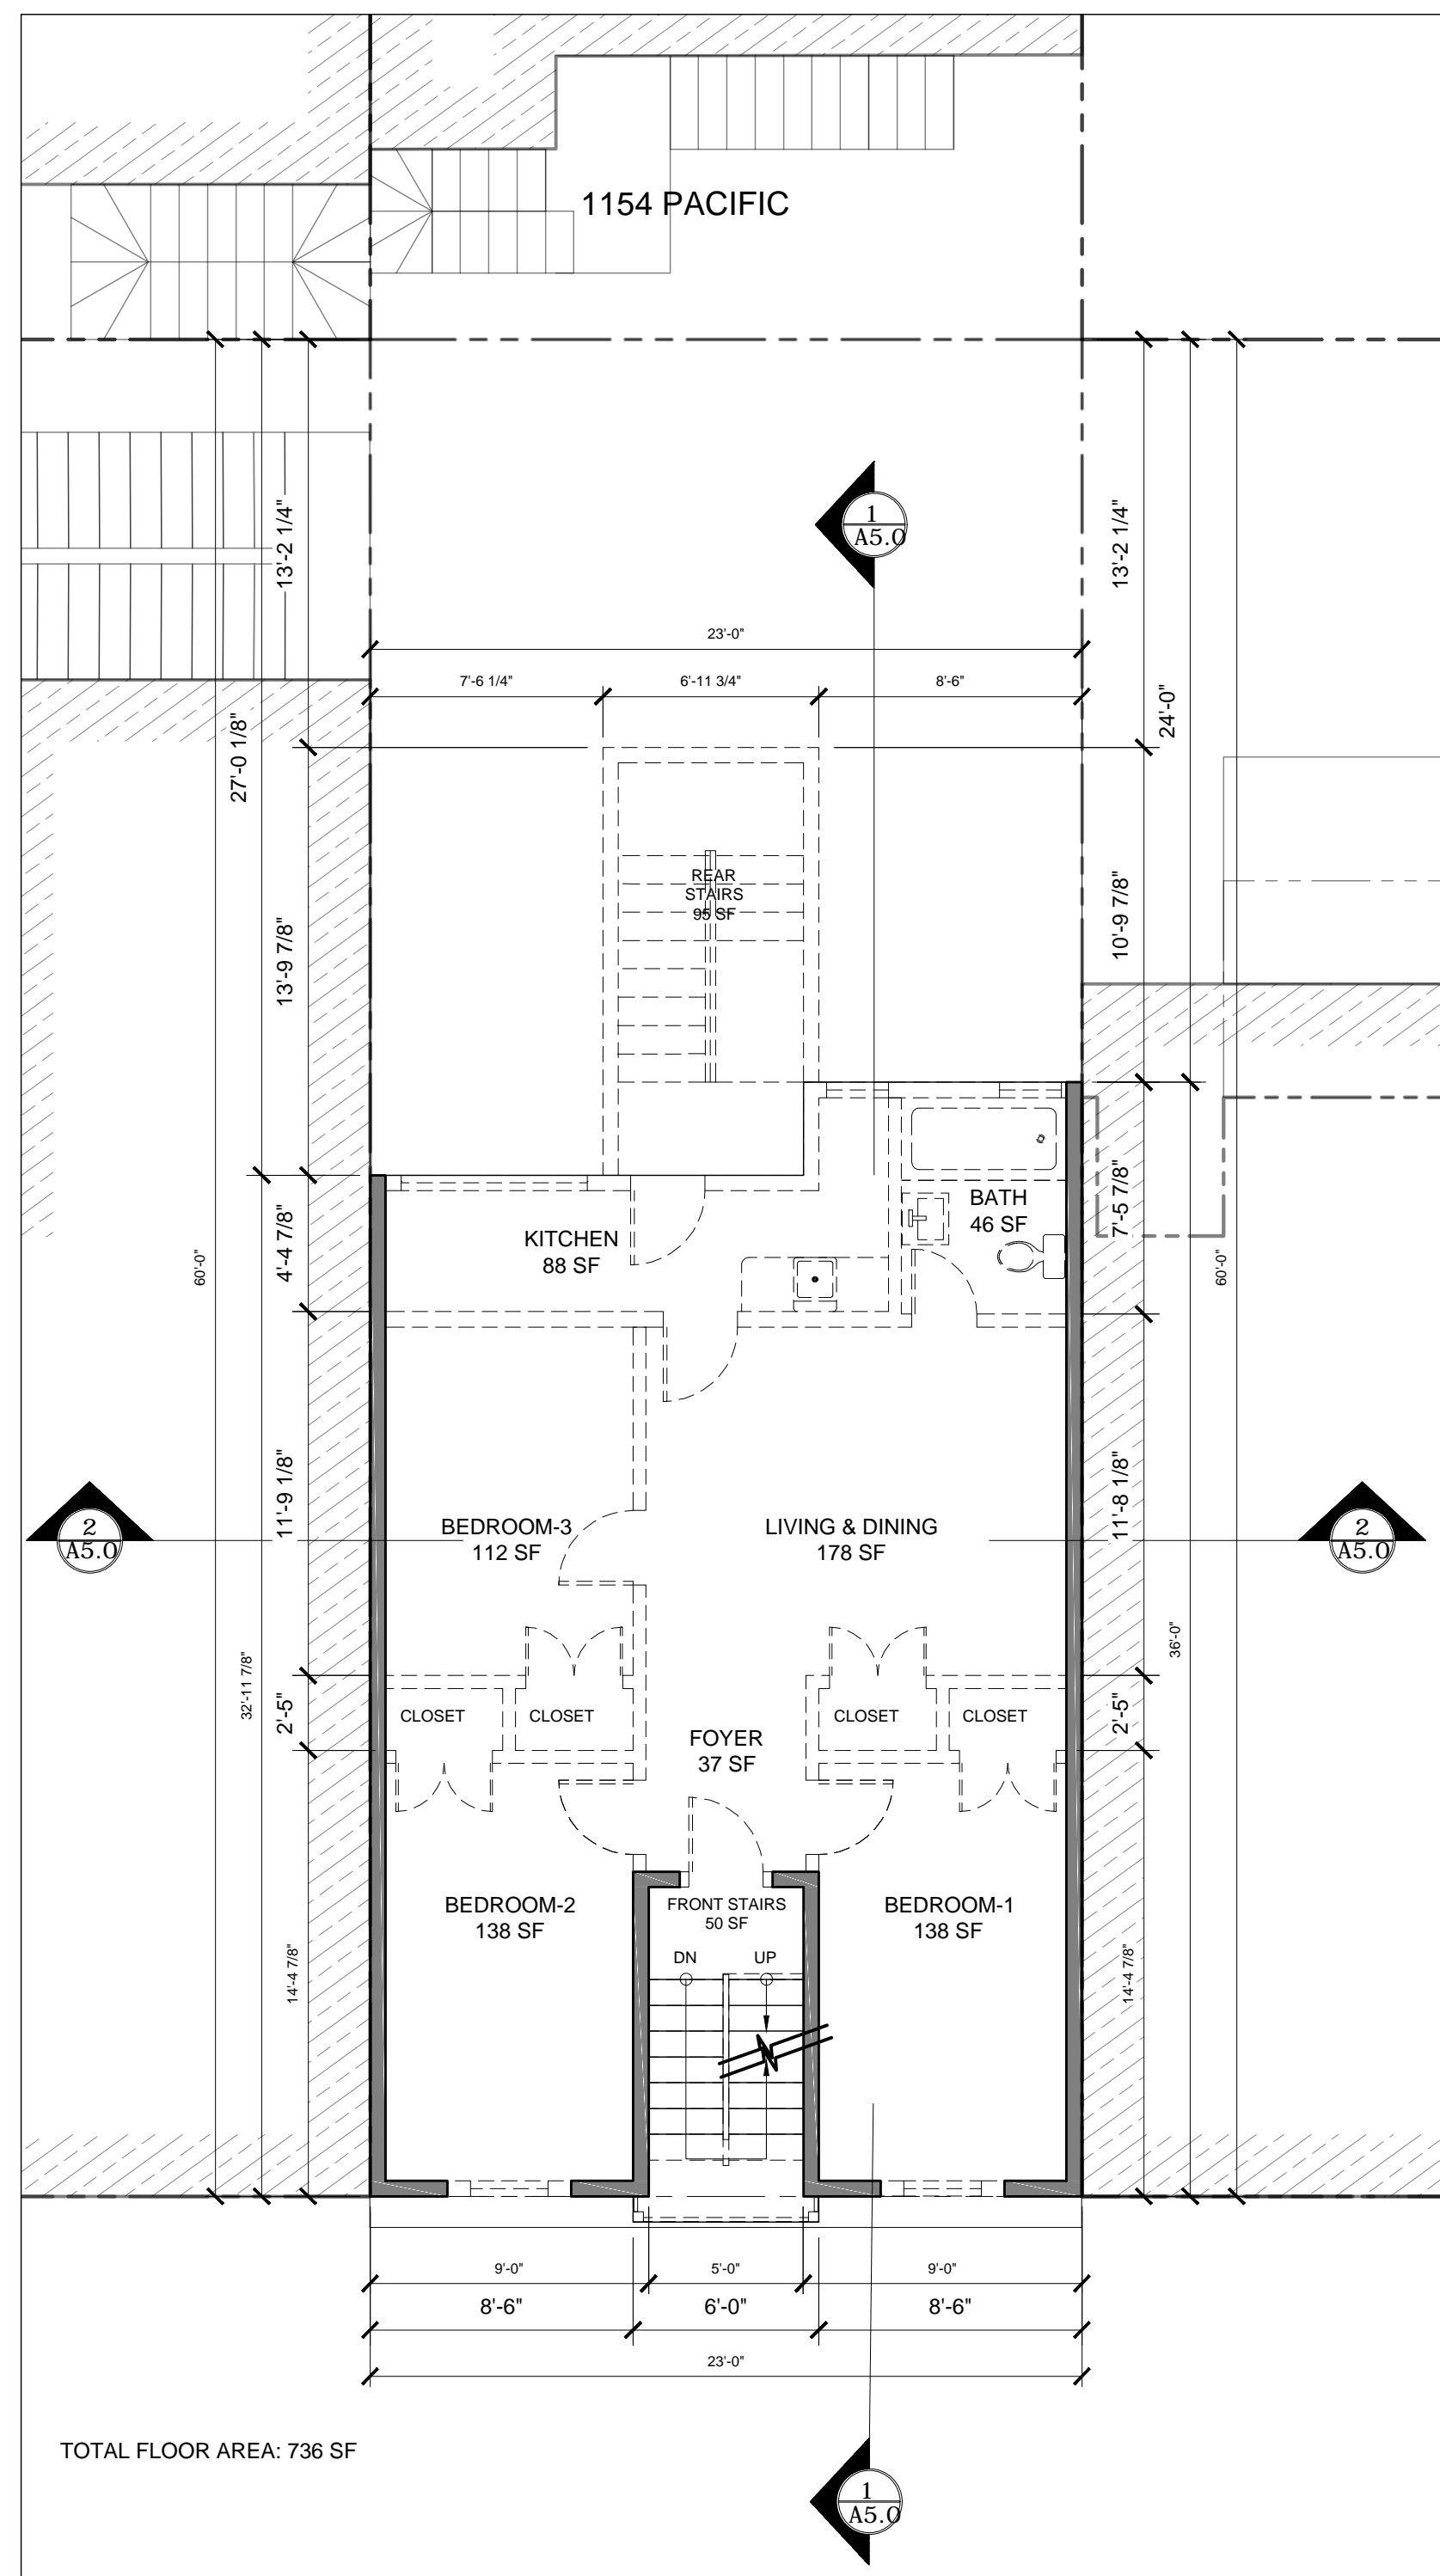 1154 PACIFIC
13'-2 1/4"
13'-2 1/4"
1
A5.0
23'-0"
7'-6 1/4"
6'-11 3/4"
8'-6"
27'-0 1/8"
24'-0"
REAR
STAIRS
95 SF
13'-9 7/8"
10'-9 7/8"
BATH
46 SF
7'-5 7/8"
KITCHEN
88 SF
4'-4 7/8"
60'-0"
60'-0"
11'-9 1/8"
11'-8 1/8"
2
A5.0
BEDROOM-3
112 SF
LIVING & DINING
178 SF
2
A5.0
32'-11 7/8"
36'-0"
2'-5"
2'-5"
CLOSET
CLOSET
CLOSET
CLOSET
FOYER
37 SF
BEDROOM-2
138 SF
FRONT STAIRS
50 SF
BEDROOM-1
138 SF
DN
UP
14'-4 7/8"
14'-4 7/8"
9'-0"
5'-0"
9'-0"
8'-6"
6'-0"
8'-6"
23'-0"
TOTAL FLOOR AREA: 736 SF
1
A5.0